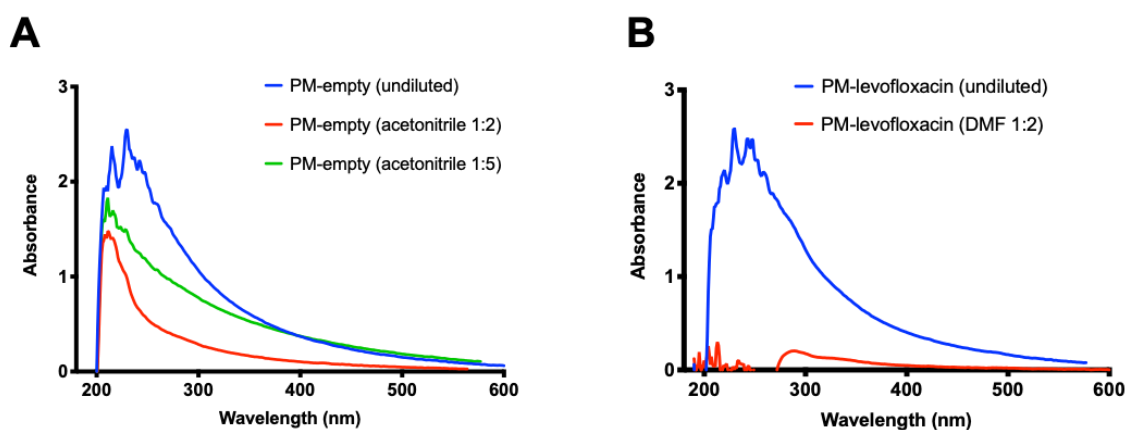 A
PM-empty (undiluted)
PM-empty (acetonitrile 1:2)
PM-empty (acetonitrile 1:5)
3
2
1
0
Absorbance
200
300
400
500
600
Wavelength (nm)
B
PM-levofloxacin (undiluted)
PM-levofloxacin (DMF 1:2)
3
2
1
0
Absorbance
200
300
400
500
600
Wavelength (nm)